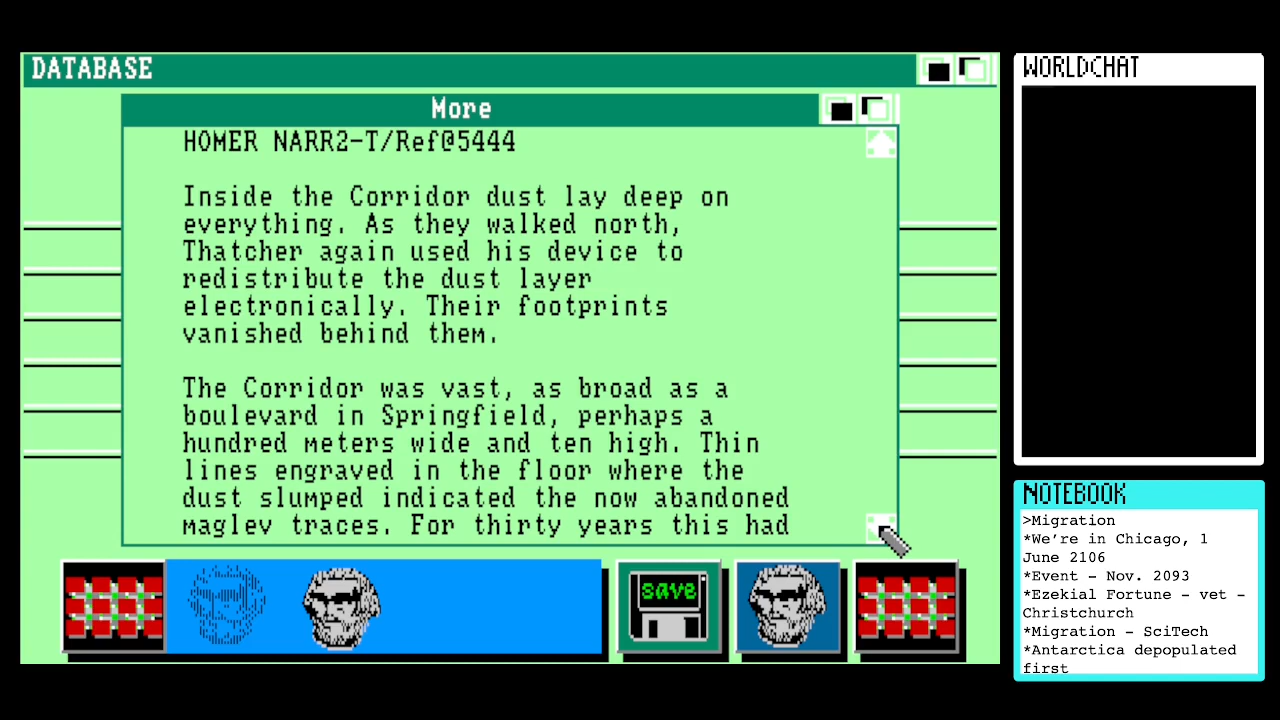 DATABASE
More
HOMER NARR2-T/Ref@5444
Inside the Corridor dust lay deep on
everything. As they walked north,
Thatcher again used his device to
redistribute the dust layer
electronically. Their footprints
vanished behind them.
The Corridor was vast, as broad as a
boulevard in Springfield, perhaps a
hundred meters wide and ten high. Thin
lines engraved in the floor where the
dust slumped indicated the now abandoned
maglev traces. For thirty years this had
save
WORLDCHAT
NOTEBOOK
>Migration
*We're in Chicago, 1
June 2106
*Event - Nov. 2093
*Ezekial Fortune - vet -
Christchurch
*Migration - SciTech
*Antarctica depopulated
first